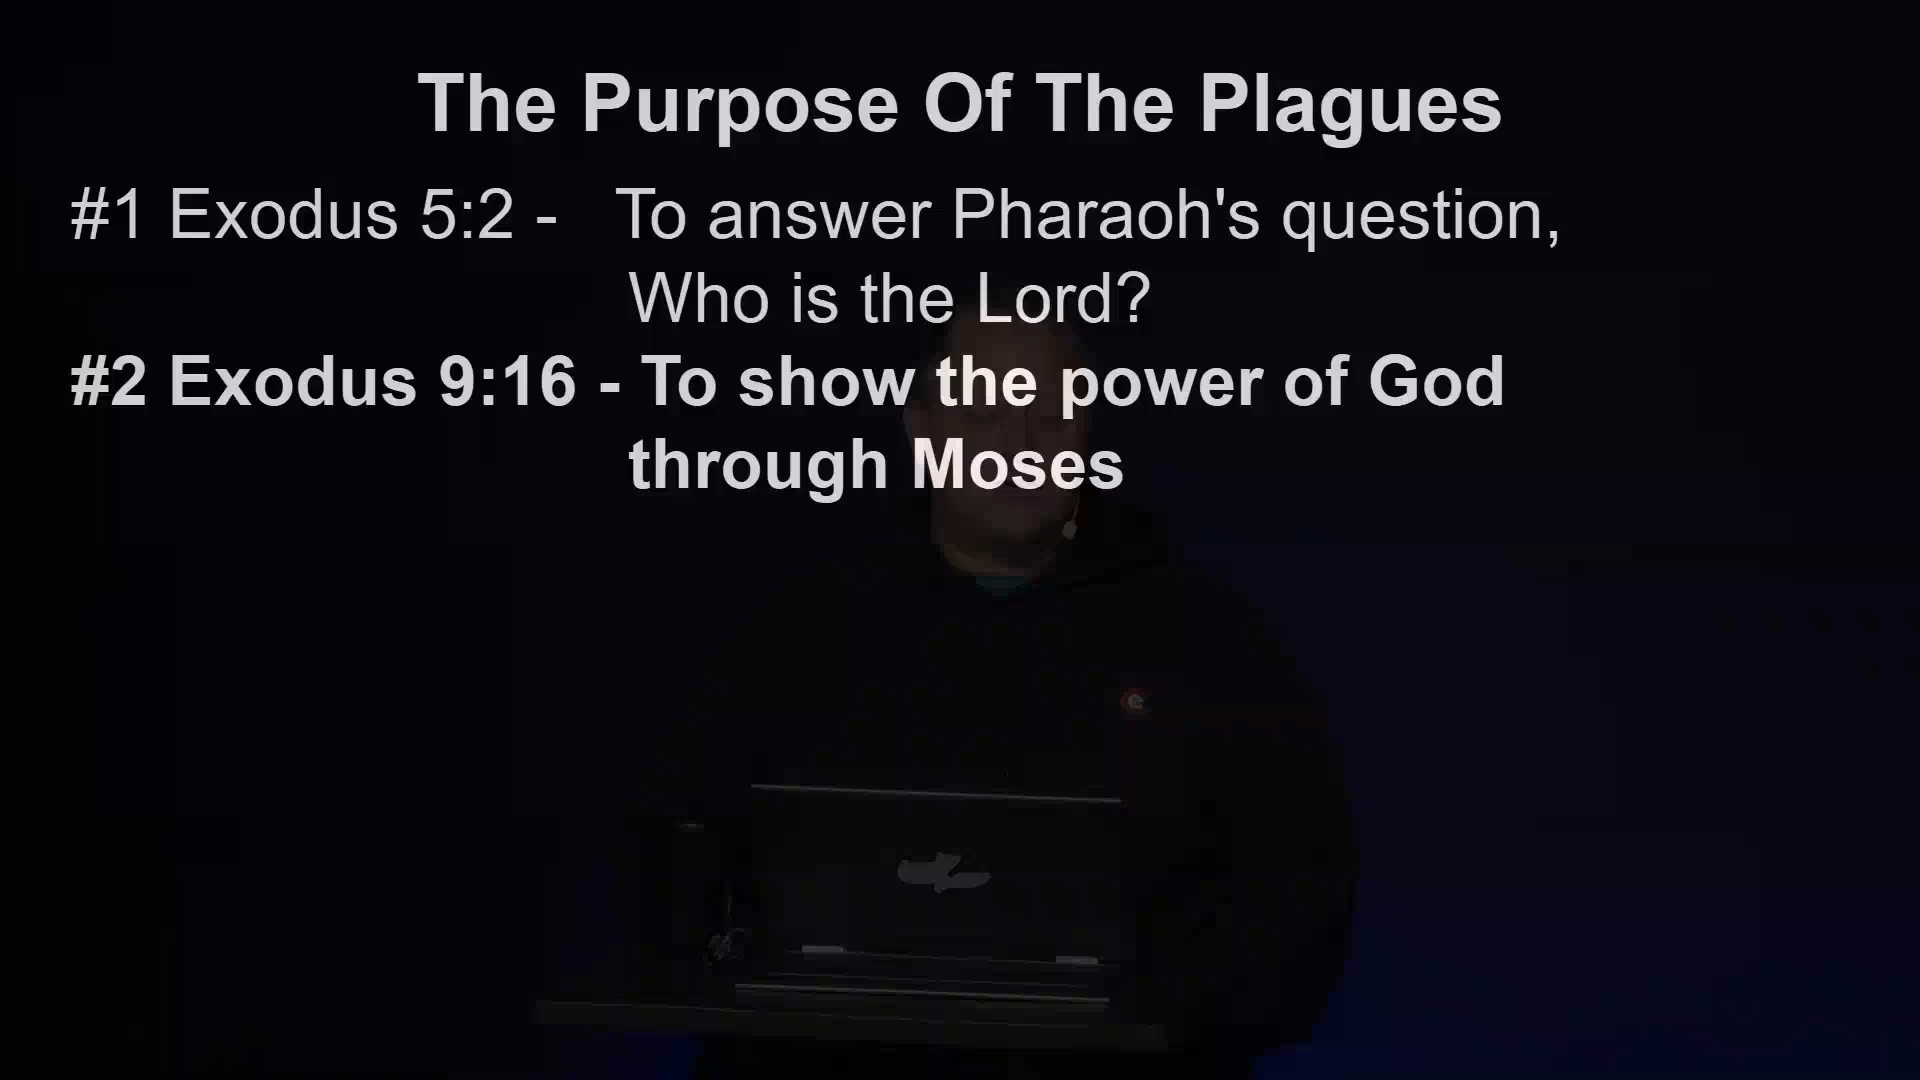 The Purpose Of The Plagues
#1 Exodus 5:2 - To answer Pharaoh's question,
Who is the Lord?
#2 Exodus 9:16 - To show the power of God
through Moses